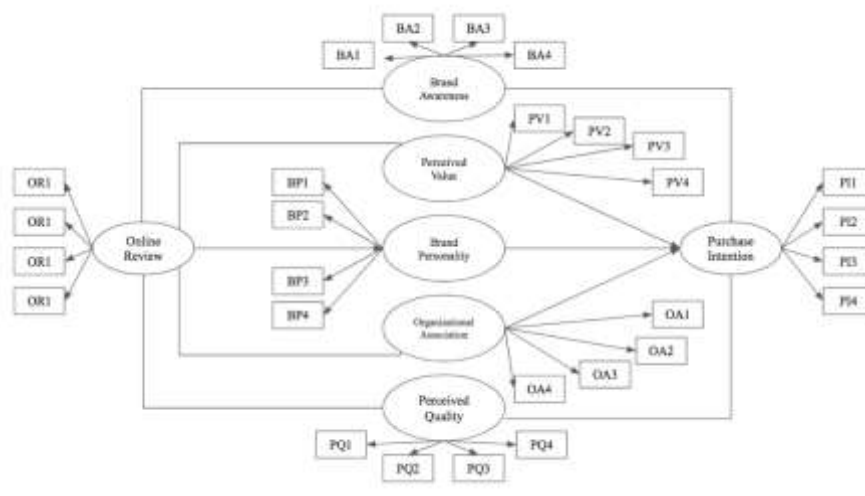 BA2
BA3
BA1
BA4
Brand
Awareness
PV1
PV2
PV3
PV4
Perceived
Value
OR1
OR1
OR1
OR1
Online
Review
BP1
BP2
BP3
BP4
Brand
Personality
Purchase
Intention
PI1
PI2
PI3
PI4
Organizational
Association
OA1
OA2
OA3
OA4
Perceived
Quality
PQ1
PQ2
PQ3
PQ4